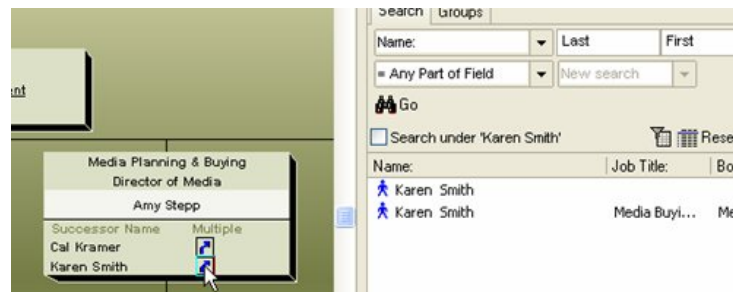 Search Groups
Name: Last First
= Any Part of Field New search
Go
Search under 'Karen Smith' Rese
Name: Job Title: Bo
Karen Smith
Karen Smith Media Buyi... Me
nt
Media Planning & Buying
Director of Media
Amy Stepp
Successor Name Multiple
Cal Kramer
Karen Smith